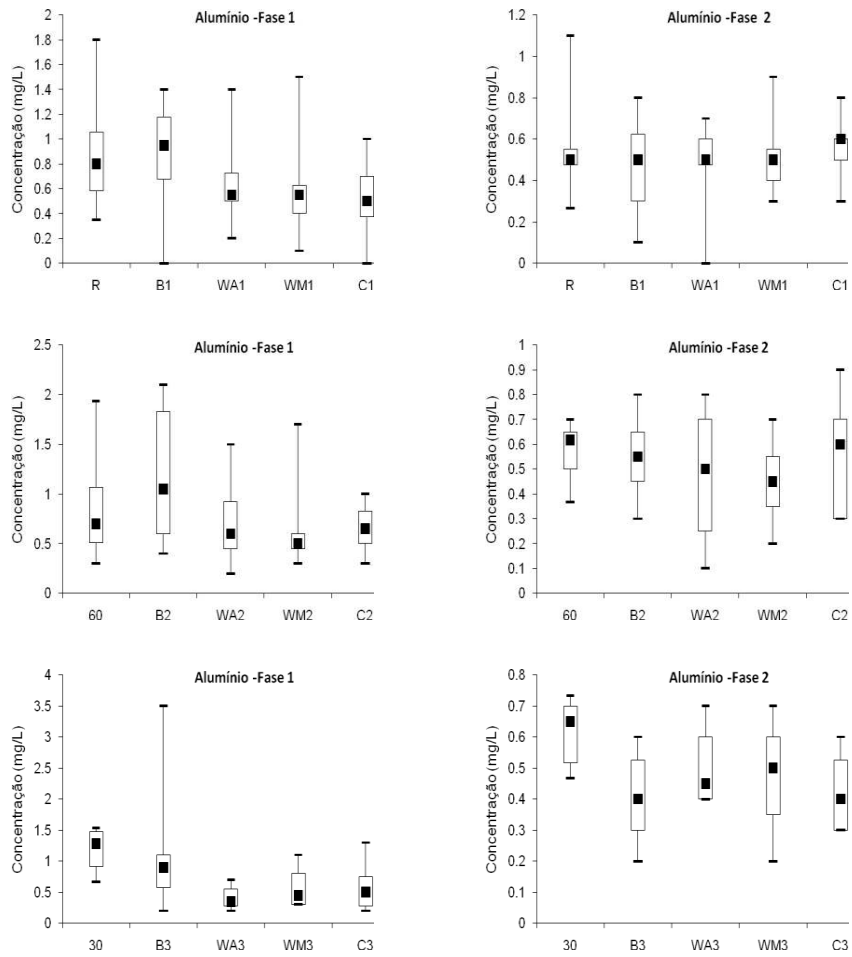 Alumínio -Fase 1
Concentração (mg/L)
2
1.8
1.6
1.4
1.2
1
0.8
0.6
0.4
0.2
0
R B1 WA1 WM1 C1
Alumínio -Fase 2
Concentração (mg/L)
1.2
1
0.8
0.6
0.4
0.2
0
R B1 WA1 WM1 C1
Alumínio -Fase 1
Concentração (mg/L)
2.5
2
1.5
1
0.5
0
60 B2 WA2 WM2 C2
Alumínio -Fase 2
Concentração (mg/L)
1
0.9
0.8
0.7
0.6
0.5
0.4
0.3
0.2
0.1
0
60 B2 WA2 WM2 C2
Alumínio -Fase 1
Concentração (mg/L)
4
3.5
3
2.5
2
1.5
1
0.5
0
30 B3 WA3 WM3 C3
Alumínio -Fase 2
Concentração (mg/L)
0.8
0.7
0.6
0.5
0.4
0.3
0.2
0.1
0
30 B3 WA3 WM3 C3